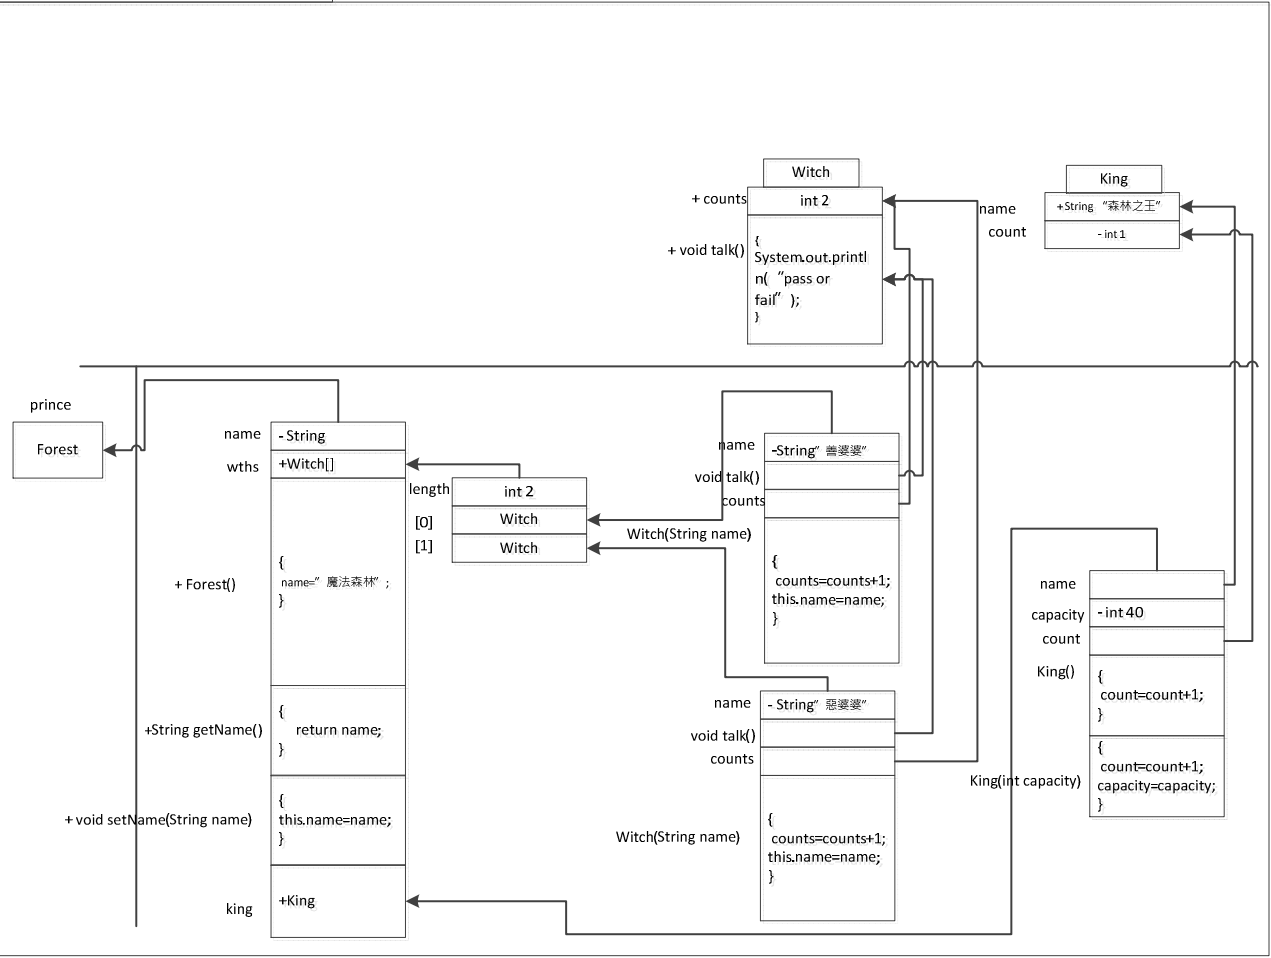 Witch
+ counts
int 2
+ void talk()
{
System.out.printl
n( “pass or
fail” );
}
King
name
+String “森林之王”
count
- int 1
prince
Forest
name
- String
wths
+Witch[]
+ Forest()
{
name=”魔法森林” ;
}
+String getName()
{
return name;
}
+ void setName(String name)
{
this.name=name;
}
king
+King
length
int 2
[0]
Witch
[1]
Witch
name
-String” 善婆婆”
void talk()
counts
Witch(String name)
{
counts=counts+1;
this.name=name;
}
name
- String” 惡婆婆”
void talk()
counts
Witch(String name)
{
counts=counts+1;
this.name=name;
}
name
capacity
- int 40
count
King()
{
count=count+1;
}
King(int capacity)
{
count=count+1;
capacity=capacity;
}